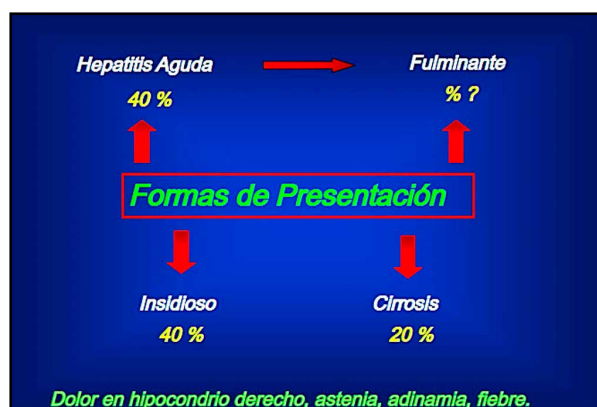 Hepatitis Aguda Fulminante
40 % % ?
Formas de Presentación
Insidioso Cirrosis
40 % 20 %
Dolor en hipocondrio derecho, astenia, adinamia, fiebre.